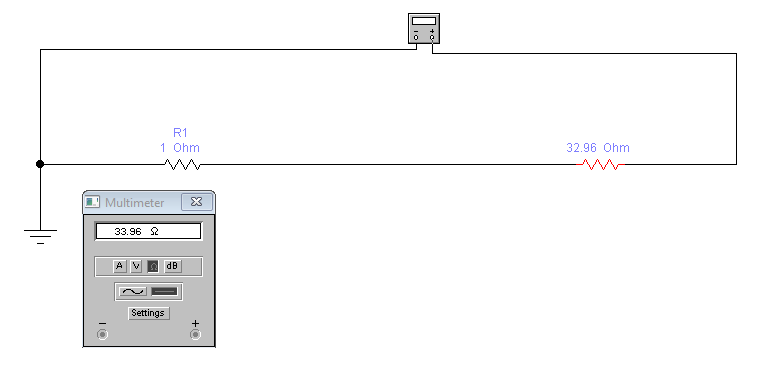 - +
R1
1 Ohm
32.96 Ohm
Multimeter
33.96 Ω
A V Ω dB
Settings
- +